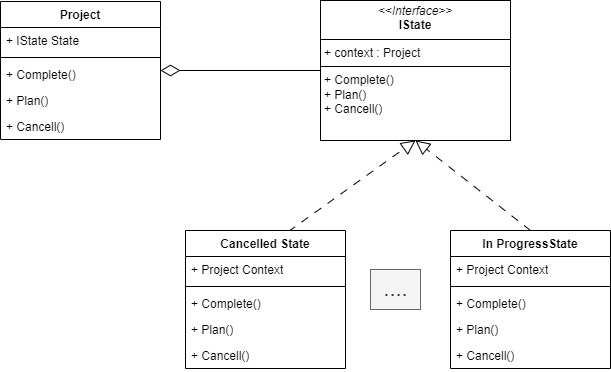 Project
+ IState State
+ Complete()
+ Plan()
+ Cancell()
<<Interface>>
IState
+ context : Project
+ Complete()
+ Plan()
+ Cancel()
Cancelled State
+ Project Context
+ Complete()
+ Plan()
+ Cancell()
....
In ProgressState
+ Project Context
+ Complete()
+ Plan()
+ Cancell()